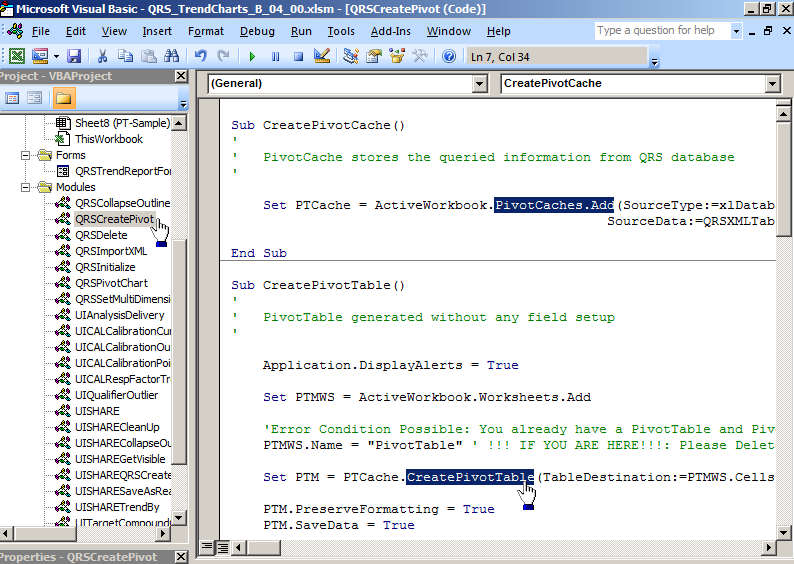 Microsoft Visual Basic - QRS_TrendCharts_B_04_00.xlsm - [QRSCreatePivot (Code)]
File Edit View Insert Format Debug Run Tools Add-Ins Window Help
Type a question for help
Ln 7, Col 34
Project - VBAProject
Sheet8 (PT-Sample)
ThisWorkbook
Forms
QRSTrendReportFor
Modules
QRSCollapseOutline
QRSCreatePivot
QRSDelete
QRSImportXML
QRSInitialize
QRSPivotChart
QRSSetMultiDimensi
UIAnalysisDelivery
UICALCalibrationCur
UICALCalibrationOu
UICALCalibrationPoi
UICALRespFactorTr
UIQualifierOutlier
UISHARE
UISHARECleanUp
UISHARECollapseOu
UISHAREGetVisible
UISHAREQRSCreate
UISHARESaveAsRea
UISHARETrendBy
UITargetCompound
Properties - QRSCreatePivot
(General)
CreatePivotCache
Sub CreatePivotCache()
'
' PivotCache stores the queried information from QRS database
'
Set PTCache = ActiveWorkbook.PivotCaches.Add(SourceType:=xlDatab
SourceData:=QRSXMLTab
End Sub
Sub CreatePivotTable()
'
' PivotTable generated without any field setup
'
Application.DisplayAlerts = True
Set PTMWS = ActiveWorkbook.Worksheets.Add
'Error Condition Possible: You already have a PivotTable and Piv
PTMWS.Name = "PivotTable" ' !!! IF YOU ARE HERE!!!: Please Delet
Set PTM = PTCache.CreatePivotTable(TableDestination:=PTMWS.Cells
PTM.PreserveFormatting = True
PTM.SaveData = True